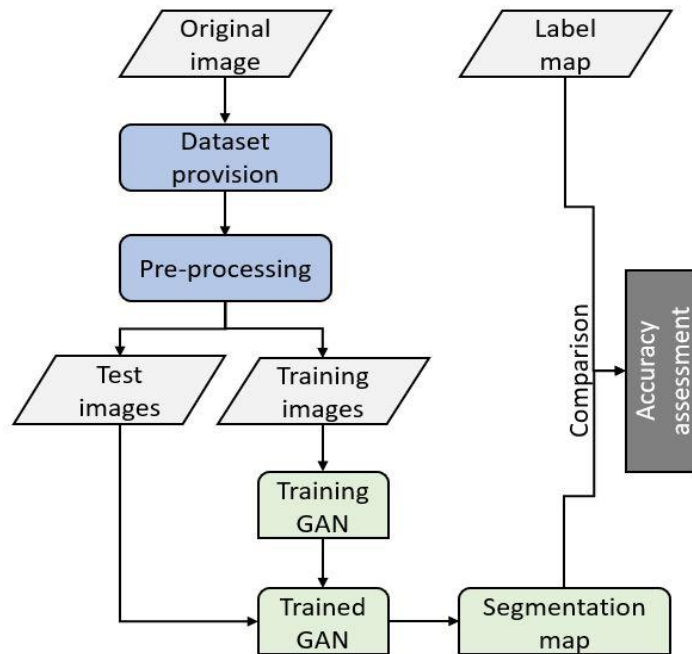 Original
image
Label
map
Dataset
provision
Pre-processing
Test
images
Training
images
Comparison
Accuracy
assessment
Training
GAN
Trained
GAN
Segmentation
map